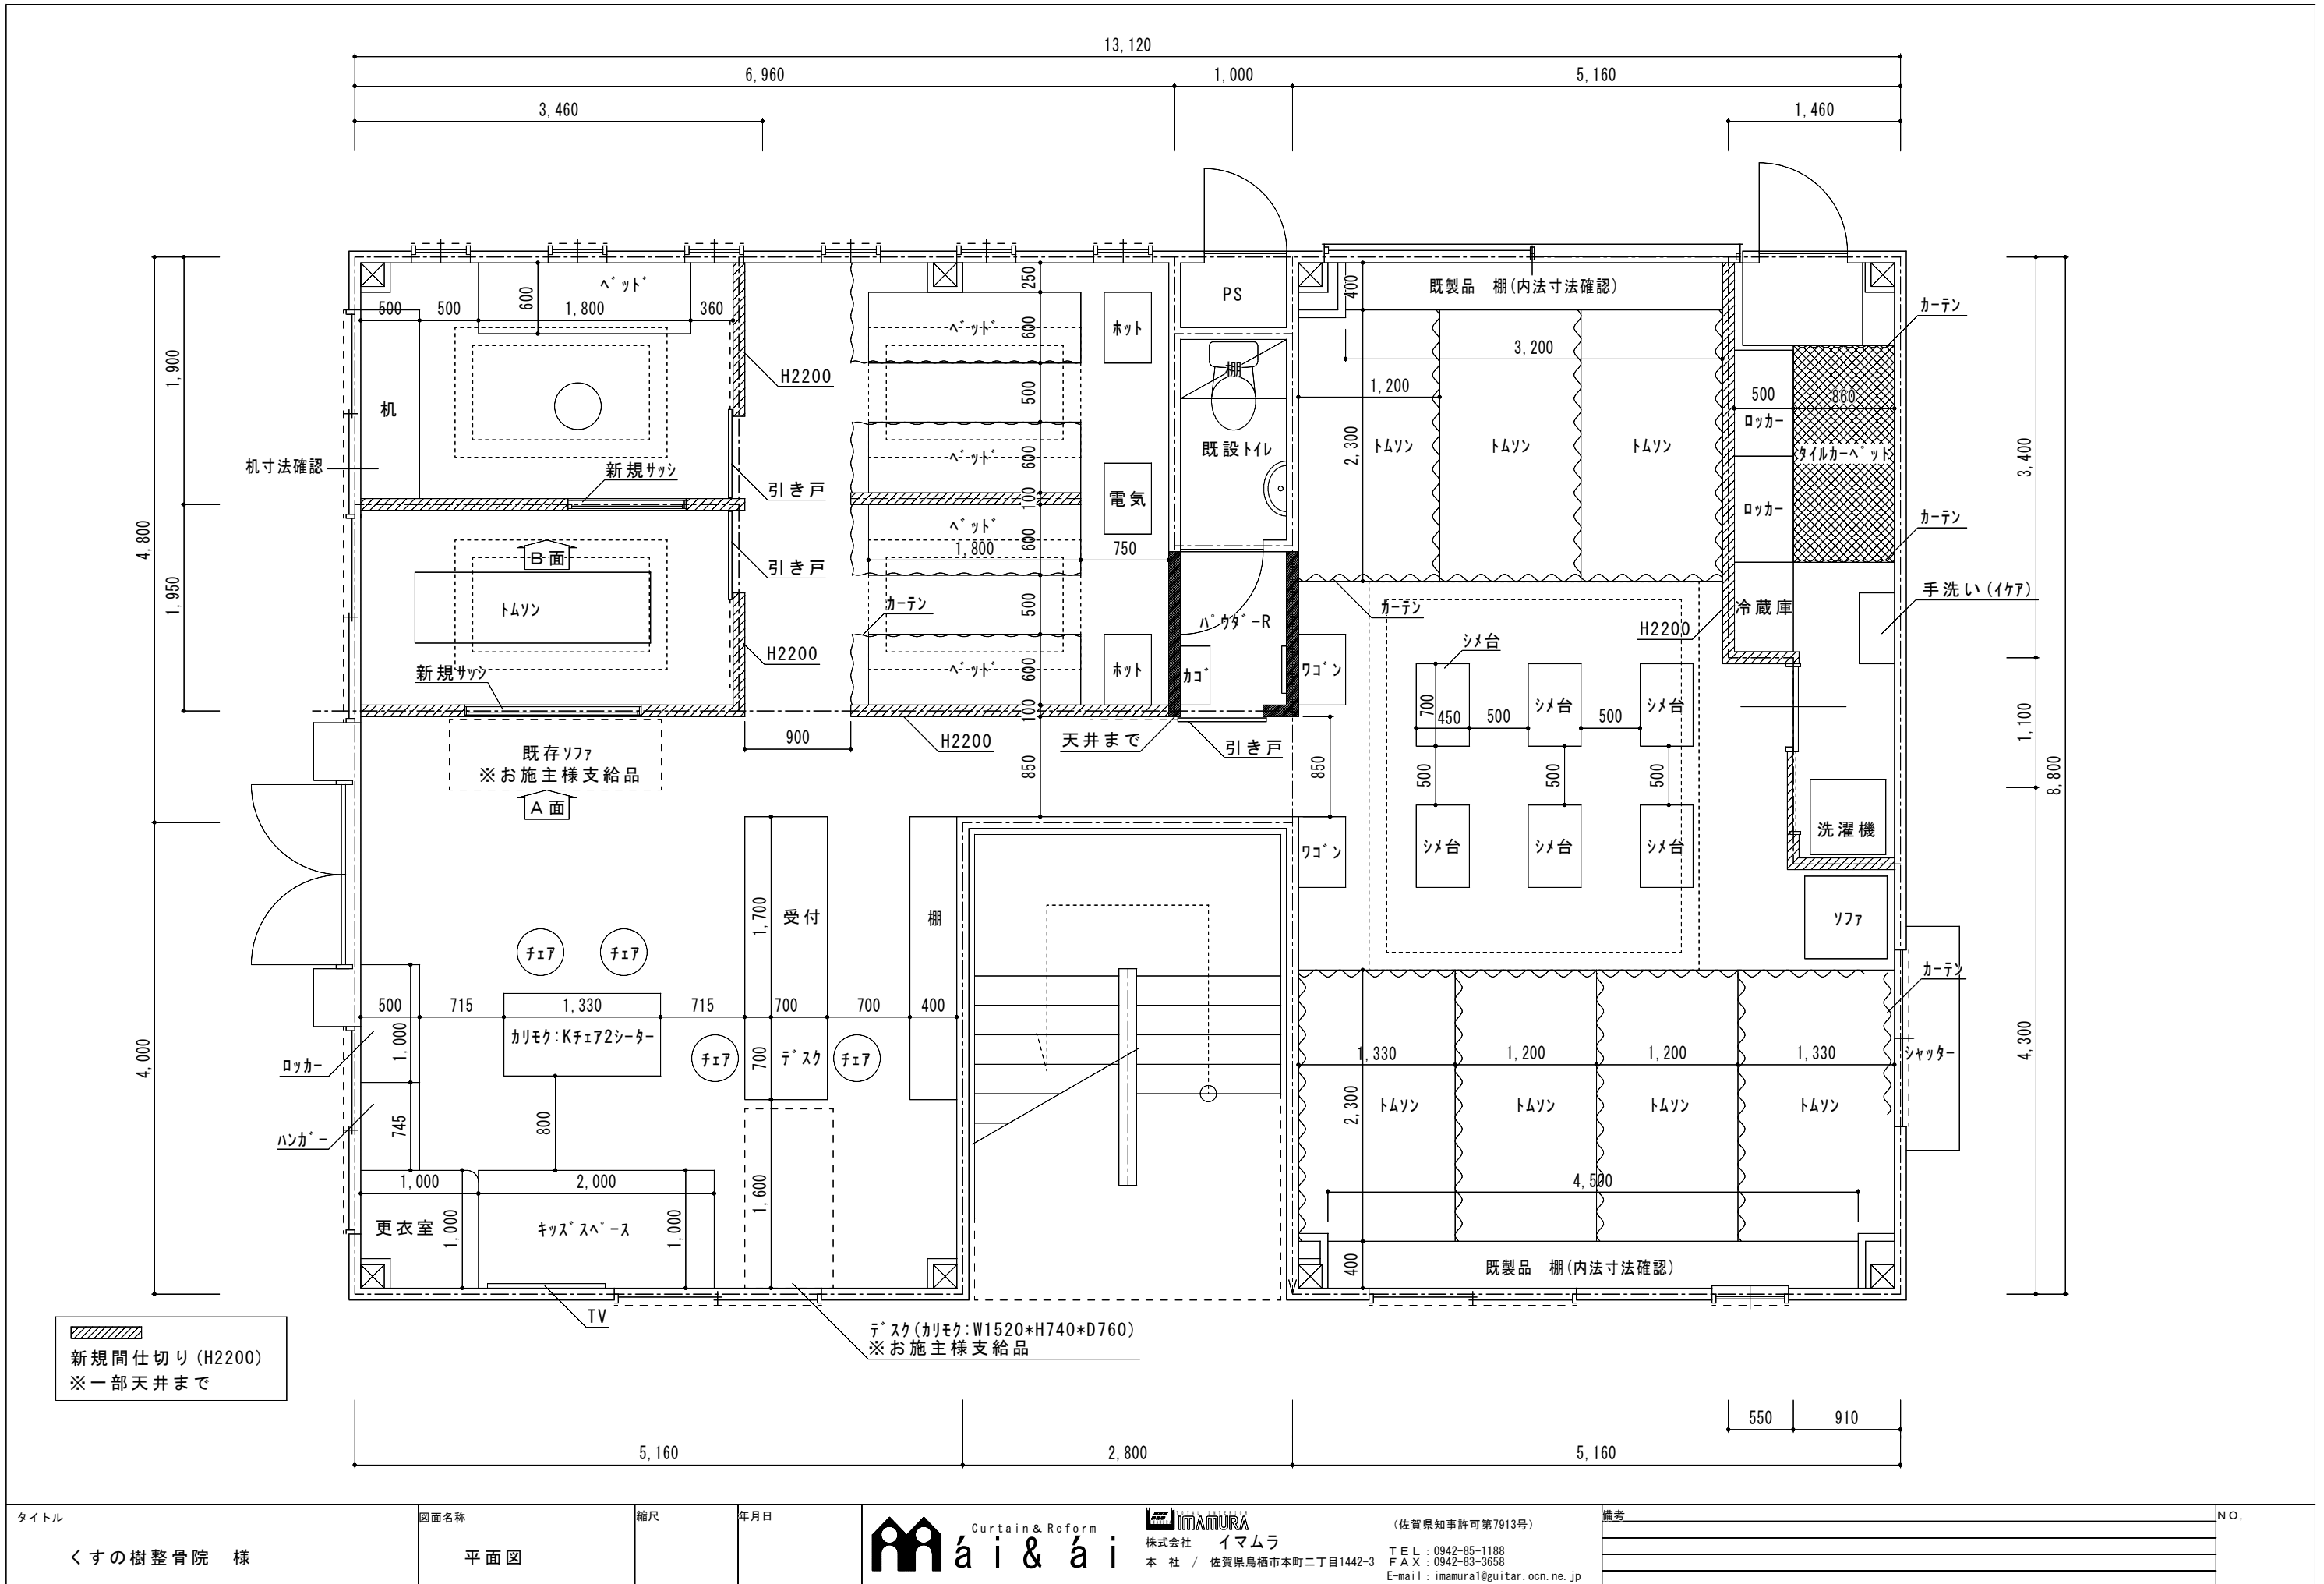 13,120
6,960
1,000
5,160
3,460
1,460
ﾍﾞｯﾄﾞ
500
500
600
1,800
360
机
机寸法確認
新規ｻｯｼ
H2200
引き戸
B面
引き戸
ﾄﾑｿﾝ
新規ｻｯｼ
H2200
1,900
4,800
1,950
4,000
250
ﾍﾞｯﾄﾞ
600
ﾎｯﾄ
500
ﾍﾞｯﾄﾞ
600
100
電気
ﾍﾞｯﾄﾞ
600
1,800
750
500
ｶｰﾃﾝ
ﾍﾞｯﾄﾞ
600
ﾎｯﾄ
100
H2200
900
850
PS
棚
既設ﾄｲﾚ
ﾊﾟｳﾀﾞｰR
ｶｺﾞ
天井まで
引き戸
400
既製品　棚(内法寸法確認)
3,200
1,200
2,300
ﾄﾑｿﾝ
ﾄﾑｿﾝ
ﾄﾑｿﾝ
500
860
ﾛｯｶｰ
ﾀｲﾙｶｰﾍﾟｯﾄ
ﾛｯｶｰ
冷蔵庫
H2200
ｶｰﾃﾝ
ｶｰﾃﾝ
手洗い(ｲｹｱ)
ｶｰﾃﾝ
ﾜｺﾞﾝ
850
ﾜｺﾞﾝ
ｼﾒ台
700
450
500
ｼﾒ台
500
ｼﾒ台
500
500
500
ｼﾒ台
ｼﾒ台
ｼﾒ台
洗濯機
ｿﾌｧ
3,400
1,100
8,800
4,300
既存ｿﾌｧ
※お施主様支給品
A面
1,700
受付
棚
ﾁｪｱ
ﾁｪｱ
500
715
1,330
715
700
700
400
1,000
ｶﾘﾓｸ:Kﾁｪｱ2ｼｰﾀｰ
ﾁｪｱ
700
ﾃﾞｽｸ
ﾁｪｱ
ﾛｯｶｰ
745
800
ﾊﾝｶﾞｰ
1,000
2,000
1,600
更衣室
1,000
ｷｯｽﾞｽﾍﾟｰｽ
1,000
TV
ﾃﾞｽｸ(ｶﾘﾓｸ:W1520*H740*D760)
※お施主様支給品
ｶｰﾃﾝ
ｼｬｯﾀｰ
1,330
1,200
1,200
1,330
2,300
ﾄﾑｿﾝ
ﾄﾑｿﾝ
ﾄﾑｿﾝ
ﾄﾑｿﾝ
4,500
400
既製品　棚(内法寸法確認)
新規間仕切り(H2200)
※一部天井まで
550
910
5,160
2,800
5,160
タイトル
くすの樹整骨院　様
図面名称
平面図
縮尺
年月日
Curtain & Reform
ái&ái
TOTAL INTERIOR
IMAMURA
株式会社　イマムラ
本　社　/　佐賀県鳥栖市本町二丁目1442-3
(佐賀県知事許可第7913号)
TEL：0942-85-1188
FAX：0942-83-3658
E-mail：imamura1@guitar.ocn.ne.jp
備考
NO.